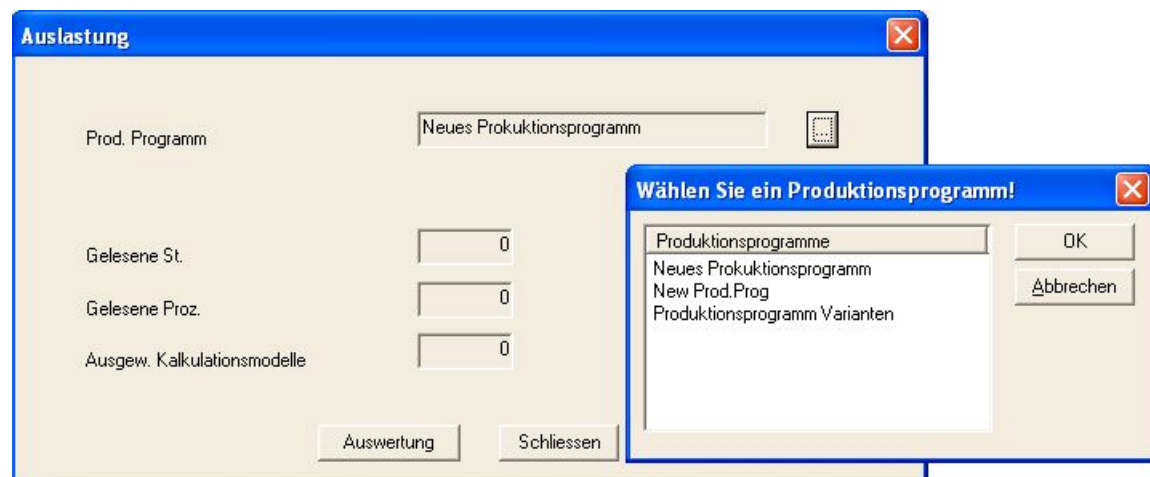 Auslastung
Prod. Programm
Neues Prokuktionsprogramm
...
Gelesene St.
0
Gelesene Proz.
0
Ausgew. Kalkulationsmodelle
0
Auswertung
Schliessen
Wählen Sie ein Produktionsprogramm!
Produktionsprogramme
Neues Prokuktionsprogramm
New Prod.Prog
Produktionsprogramm Varianten
OK
Abbrechen